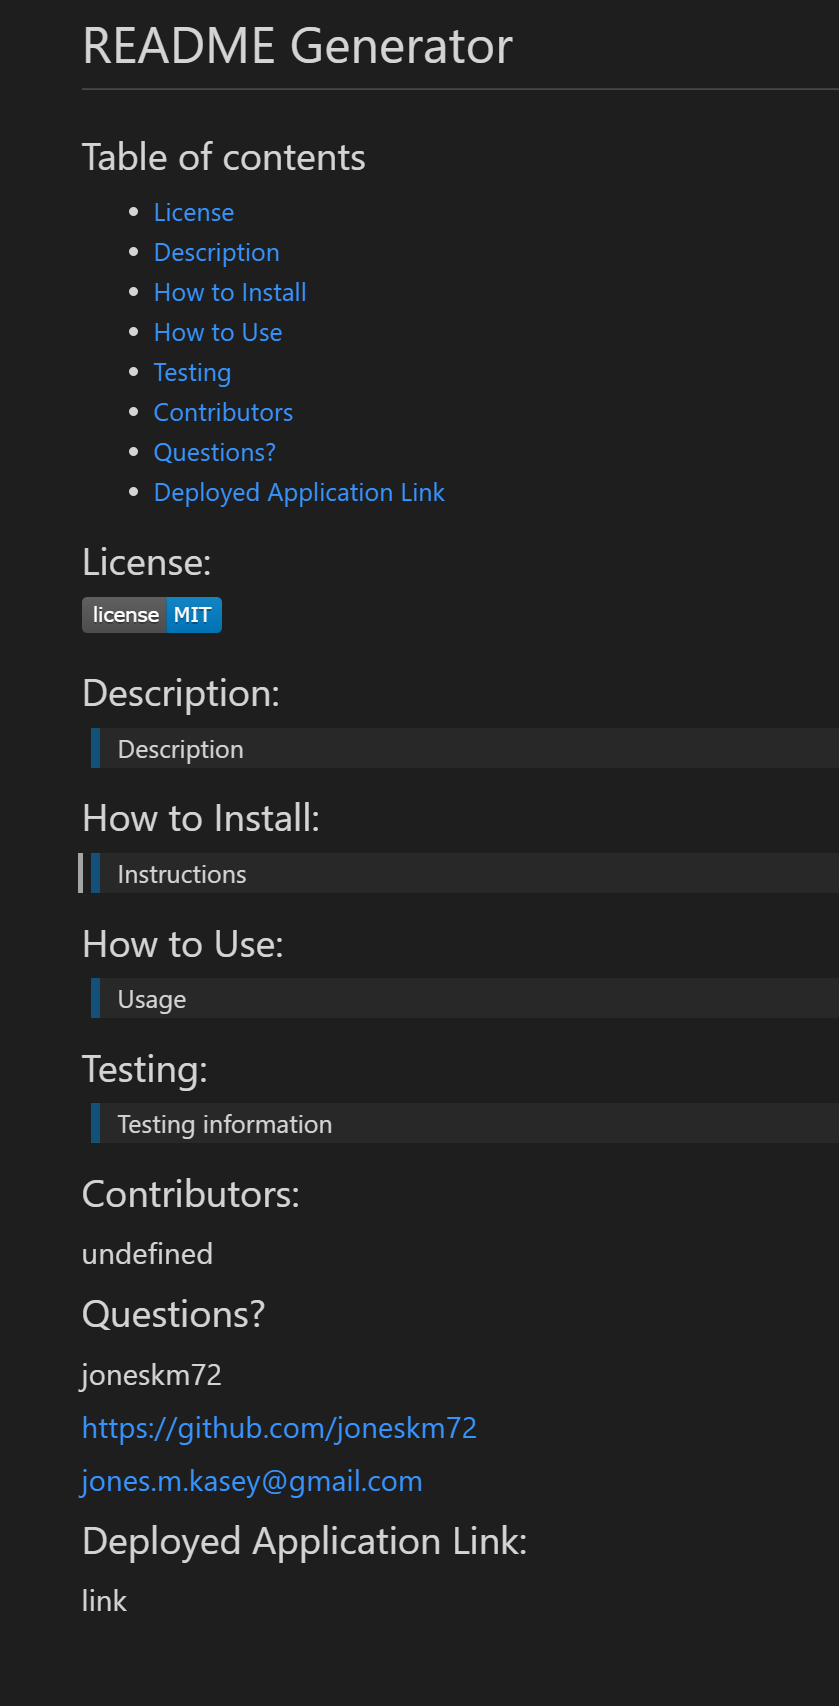 README Generator
Table of contents
License
Description
How to Install
How to Use
Testing
Contributors
Questions?
Deployed Application Link
License:
license MIT
Description:
Description
How to Install:
Instructions
How to Use:
Usage
Testing:
Testing information
Contributors:
undefined
Questions?
joneskm72
https://github.com/joneskm72
jones.m.kasey@gmail.com
Deployed Application Link:
link